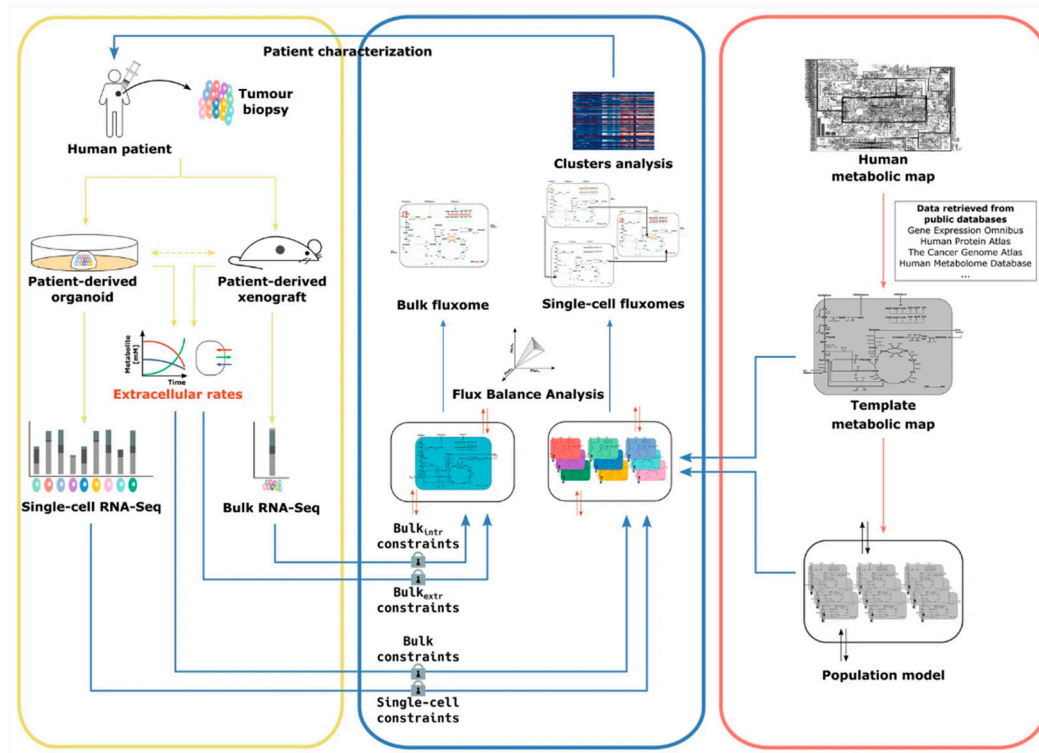 Patient characterization
Tumour
biopsy
Human patient
Patient-derived
organoid
Patient-derived
xenograft
Metabolite
[mM]
Time
Extracellular rates
Single-cell RNA-Seq
Bulk RNA-Seq
Clusters analysis
Bulk fluxome
Single-cell fluxomes
Flux Balance Analysis
Bulkintr
constraints
Bulkextr
constraints
Bulk
constraints
Single-cell
constraints
Human
metabolic map
Data retrieved from
public databases
Gene Expression Omnibus
Human Protein Atlas
The Cancer Genome Atlas
Human Metabolome Database
...
Template
metabolic map
Population model